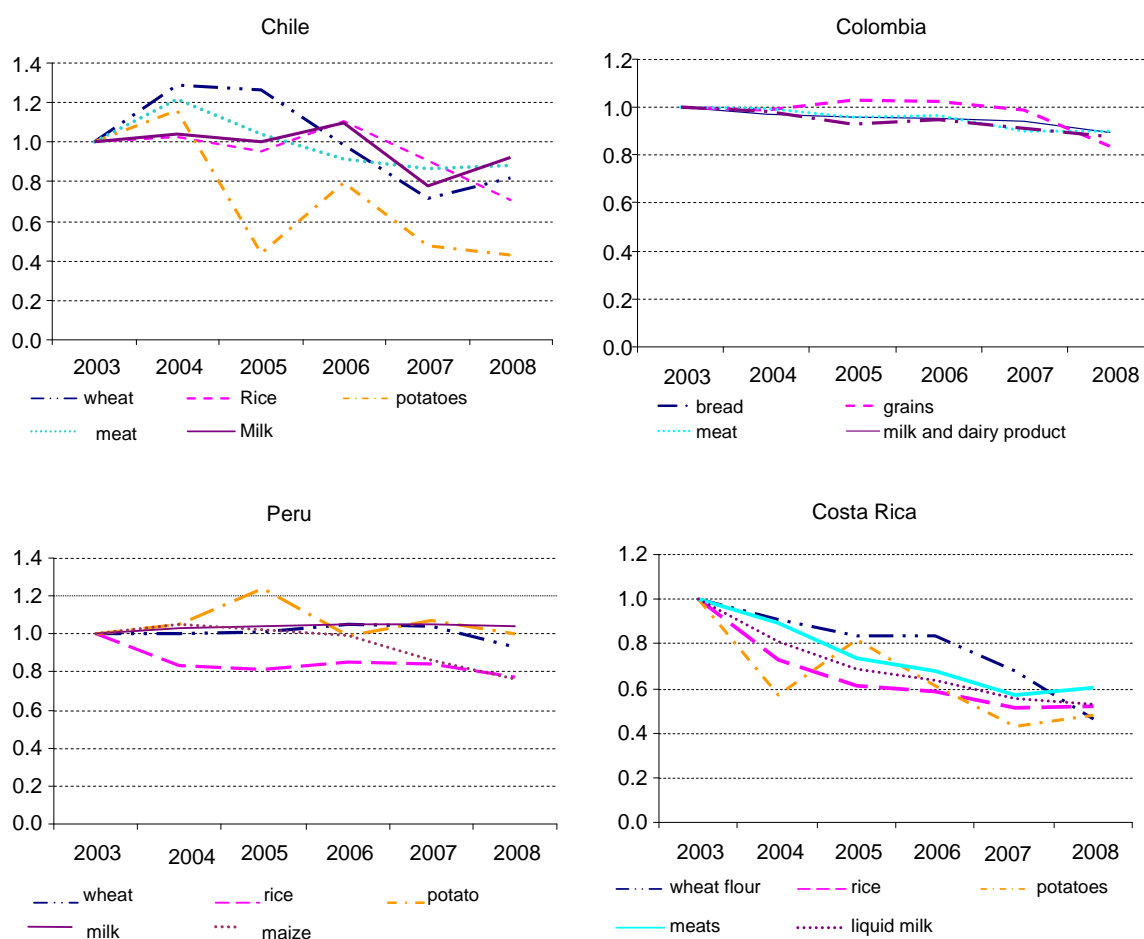 Chile
1.4
1.2
1.0
0.8
0.6
0.4
0.2
0.0
2003 2004 2005 2006 2007 2008
wheat Rice potatoes
meat Milk
Colombia
1.2
1.0
0.8
0.6
0.4
0.2
0.0
2003 2004 2005 2006 2007 2008
bread grains
meat milk and dairy product
Peru
1.4
1.2
1.0
0.8
0.6
0.4
0.2
0.0
2003 2004 2005 2006 2007 2008
wheat rice potato
milk maize
Costa Rica
1.2
1.0
0.8
0.6
0.4
0.2
0.0
2003 2004 2005 2006 2007 2008
wheat flour rice potatoes
meats liquid milk